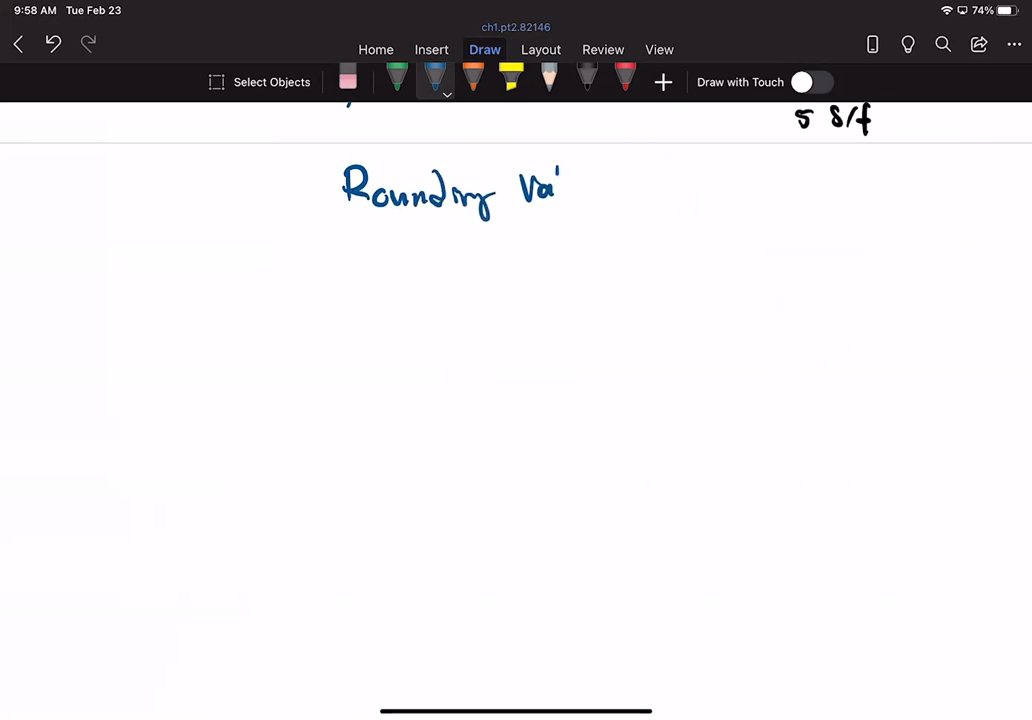 9:58 AM Tue Feb 23
74%
ch1.pt2.82146
Home Insert Draw Layout Review View
Select Objects
Draw with Touch
5 s/f
Rounding Va